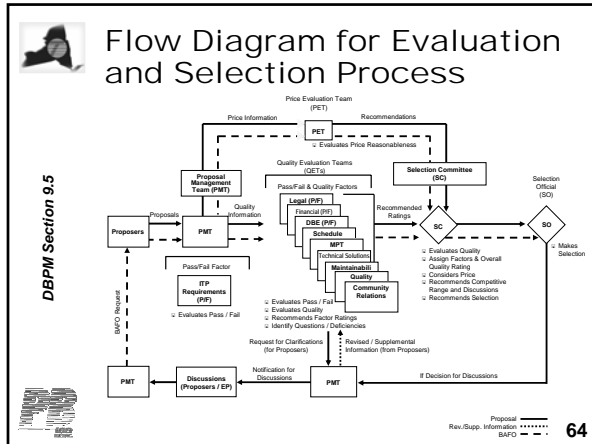 Flow Diagram for Evaluation
and Selection Process
DBPM Section 9.5
Price Evaluation Team
(PET)
Price Information
Recommendations
PET
Evaluates Price Reasonableness
Proposal
Management
Team (PMT)
Quality Evaluation Teams
(QETs)
Selection Committee
(SC)
Selection
Official
(SO)
Proposers
Proposals
PMT
Quality
Information
Pass/Fail & Quality Factors
Legal (P/F)
Financial (P/F)
DBE (P/F)
Schedule
MPT
Technical Solutions
Maintainabili
Quality
Community
Relations
Recommended
Ratings
SC
SO
Makes
Selection
Evaluates Quality
Assign Factors & Overall
Quality Rating
Considers Price
Recommends Competitive
Range and Discussions
Recommends Selection
Pass/Fail Factor
ITP
Requirements
(P/F)
Evaluates Pass / Fail
Evaluates Pass / Fail
Evaluates Quality
Recommends Factor Ratings
Identify Questions / Deficiencies
BAFO Request
Request for Clarifications
(for Proposers)
Revised / Supplemental
Information (from Proposers)
PMT
Discussions
(Proposers / EP)
Notification for
Discussions
PMT
If Decision for Discussions
Proposal
Rev./Supp. Information
BAFO
64